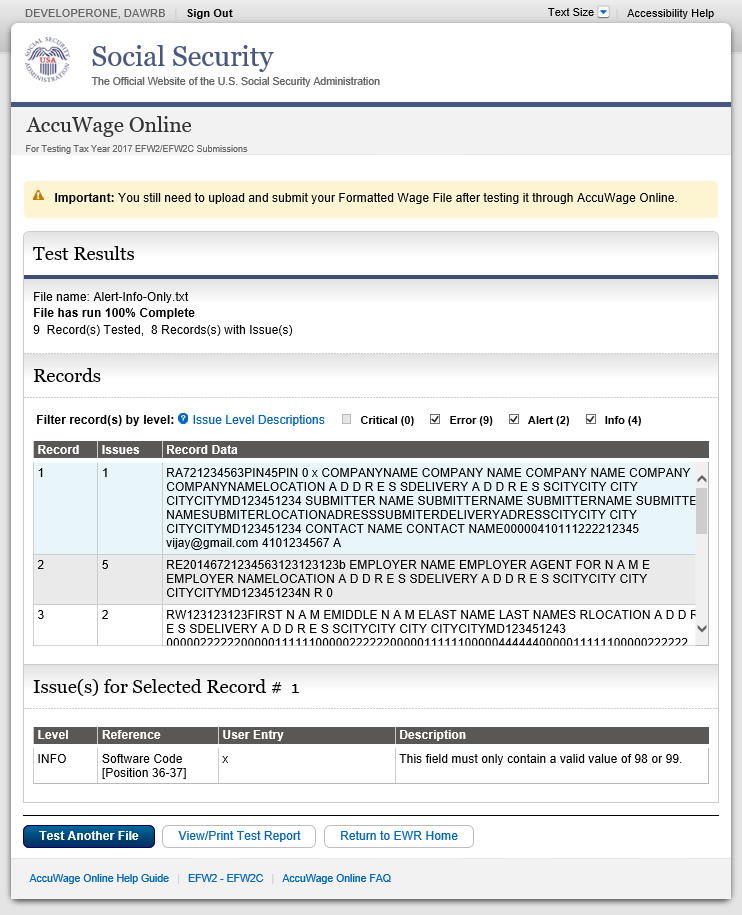 DEVELOPERONE, DAWRB Sign Out Text Size Accessibility Help
SOCIAL SECURITY ADMINISTRATION
USA
Social Security
The Official Website of the U.S. Social Security Administration
AccuWage Online
For Testing Tax Year 2017 EFW2/EFW2C Submissions
Important: You still need to upload and submit your Formatted Wage File after testing it through AccuWage Online.
Test Results
File name: Alert-Info-Only.txt
File has run 100% Complete
9 Record(s) Tested, 8 Records(s) with Issue(s)
Records
Filter record(s) by level: ? Issue Level Descriptions Critical (0) Error (9) Alert (2) Info (4)
Record Issues Record Data
1 1 RA721234563PIN45PIN 0 x COMPANYNAME COMPANY NAME COMPANY NAME COMPANY
COMPANYNAMELOCATION A D D R E S SDELIVERY A D D R E S SCITYCITY CITY
CITYCITYMD123451234 SUBMITTER NAME SUBMITTERNAME SUBMITTERNAME SUBMITTE
NAMESUBMITERLOCATIONADRESSSUBMITERDELIVERYADRESSCITYCITY CITY
CITYCITYMD123451234 CONTACT NAME CONTACT NAME00000410111222212345
vijay@gmail.com 4101234567 A
2 5 RE20146721234563123123123b EMPLOYER NAME EMPLOYER AGENT FOR N A M E
EMPLOYER NAMELOCATION A D D R E S SDELIVERY A D D R E S SCITYCITY CITY
CITYCITYMD123451234N R 0
3 2 RW123123123FIRST N A M EMIDDLE N A M ELAST NAME LAST NAMES RLOCATION A D D R
E S SDELIVERY A D D R E S SCITYCITY CITY CITYCITYMD123451243
Issue(s) for Selected Record # 1
Level Reference User Entry Description
INFO Software Code x This field must only contain a valid value of 98 or 99.
[Position 36-37]
Test Another File View/Print Test Report Return to EWR Home
AccuWage Online Help Guide EFW2 - EFW2C AccuWage Online FAQ